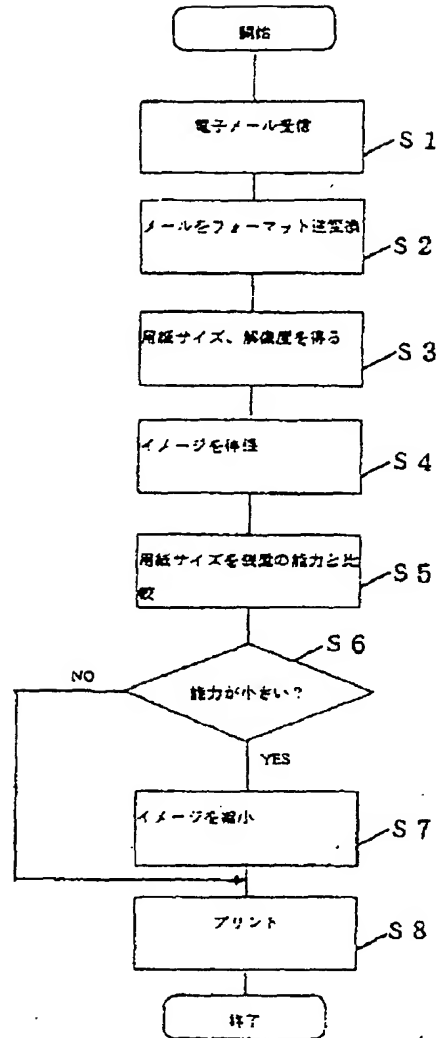 開始
電子メール受信
S1
メールをフォーマット逆変換
S2
用紙サイズ、解像度を得る
S3
イメージを伸長
S4
用紙サイズを装置の能力と比
較
S5
S6
能力が小さい?
NO
YES
イメージを縮小
S7
プリント
S8
終了